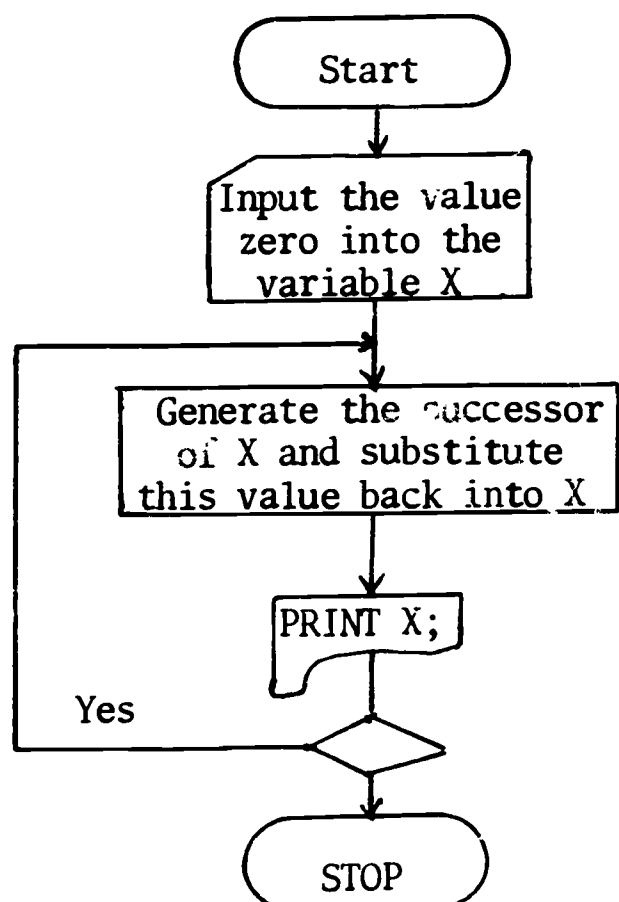 Start
Input the value
zero into the
variable X
Generate the successor
of X and substitute
this value back into X
PRINT X;
Yes
STOP